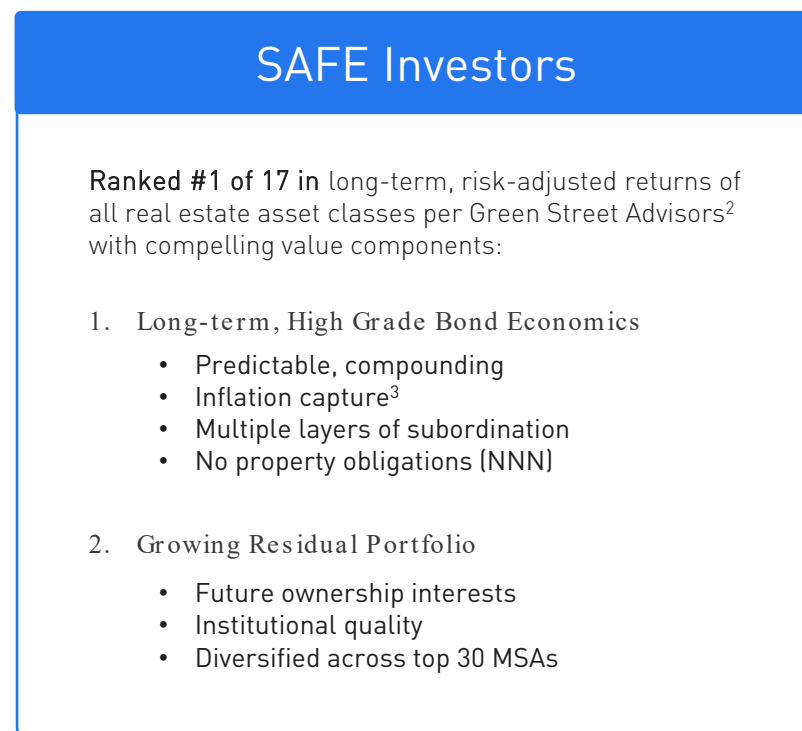 SAFE Investors
Ranked #1 of 17 in long-term, risk-adjusted returns of
all real estate asset classes per Green Street Advisors²
with compelling value components:
1. Long-term, High Grade Bond Economics
• Predictable, compounding
• Inflation capture³
• Multiple layers of subordination
• No property obligations (NNN)
2. Growing Residual Portfolio
• Future ownership interests
• Institutional quality
• Diversified across top 30 MSAs